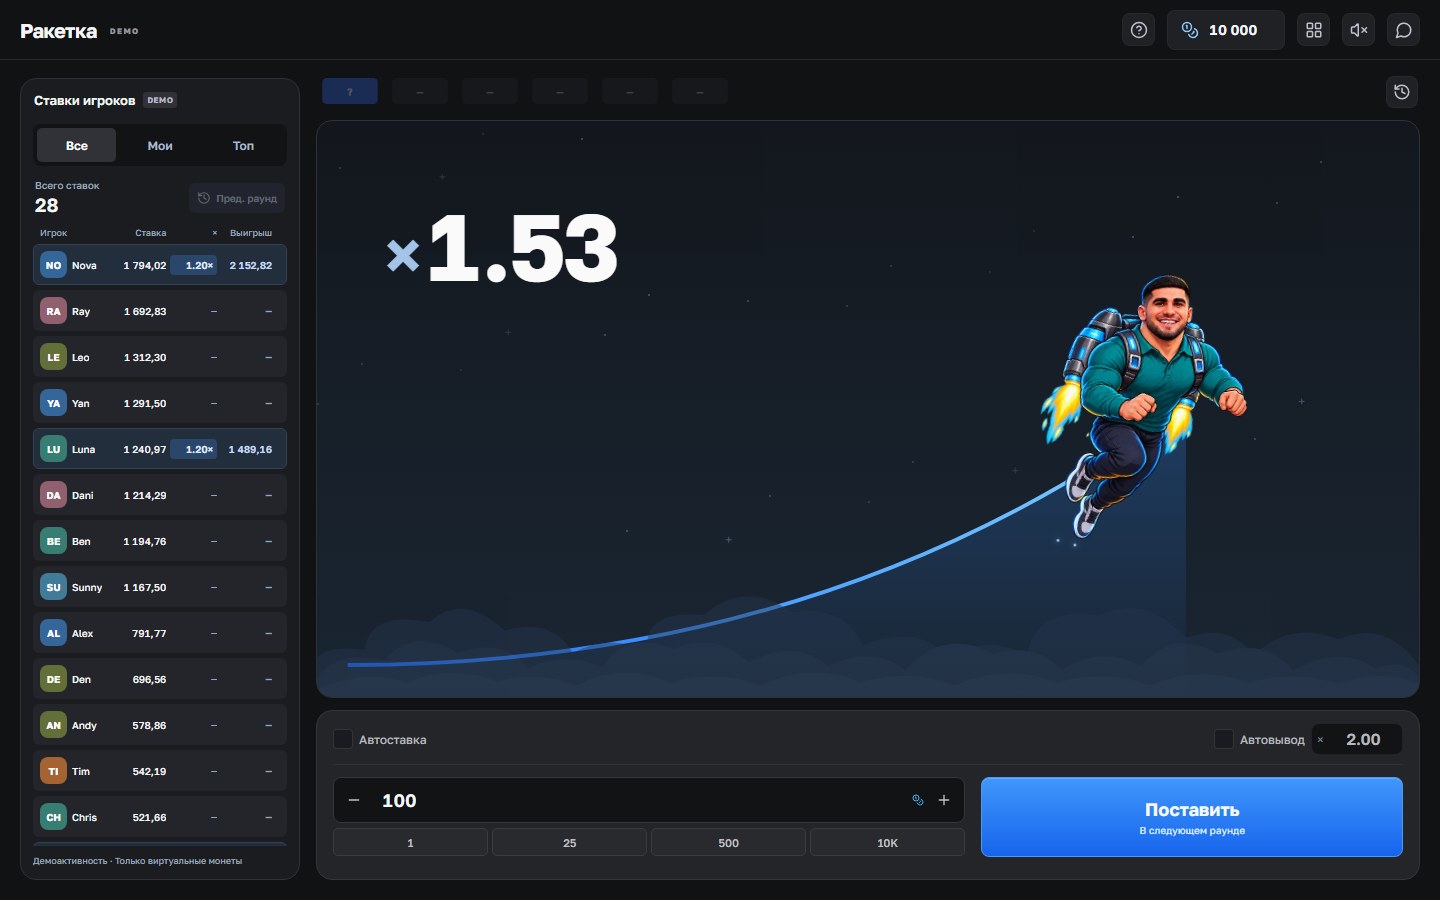 Ракетка DEMO
10 000
Ставки игроков DEMO
Все Мои Топ
Всего ставок
28
Пред. раунд
Игрок Ставка × Выигрыш
NO Nova 1 794,02 1.20× 2 152,82
RA Ray 1 692,83 – –
LE Leo 1 312,30 – –
YA Yan 1 291,50 – –
LU Luna 1 240,97 1.20× 1 489,16
DA Dani 1 214,29 – –
BE Ben 1 194,76 – –
SU Sunny 1 167,50 – –
AL Alex 791,77 – –
DE Den 696,56 – –
AN Andy 578,86 – –
TI Tim 542,19 – –
CH Chris 521,66 – –
Демоактивность · Только виртуальные монеты
? – – – – –
×1.53
Автоставка
Автовывод × 2.00
− 100 +
1 25 500 10K
Поставить
В следующем раунде